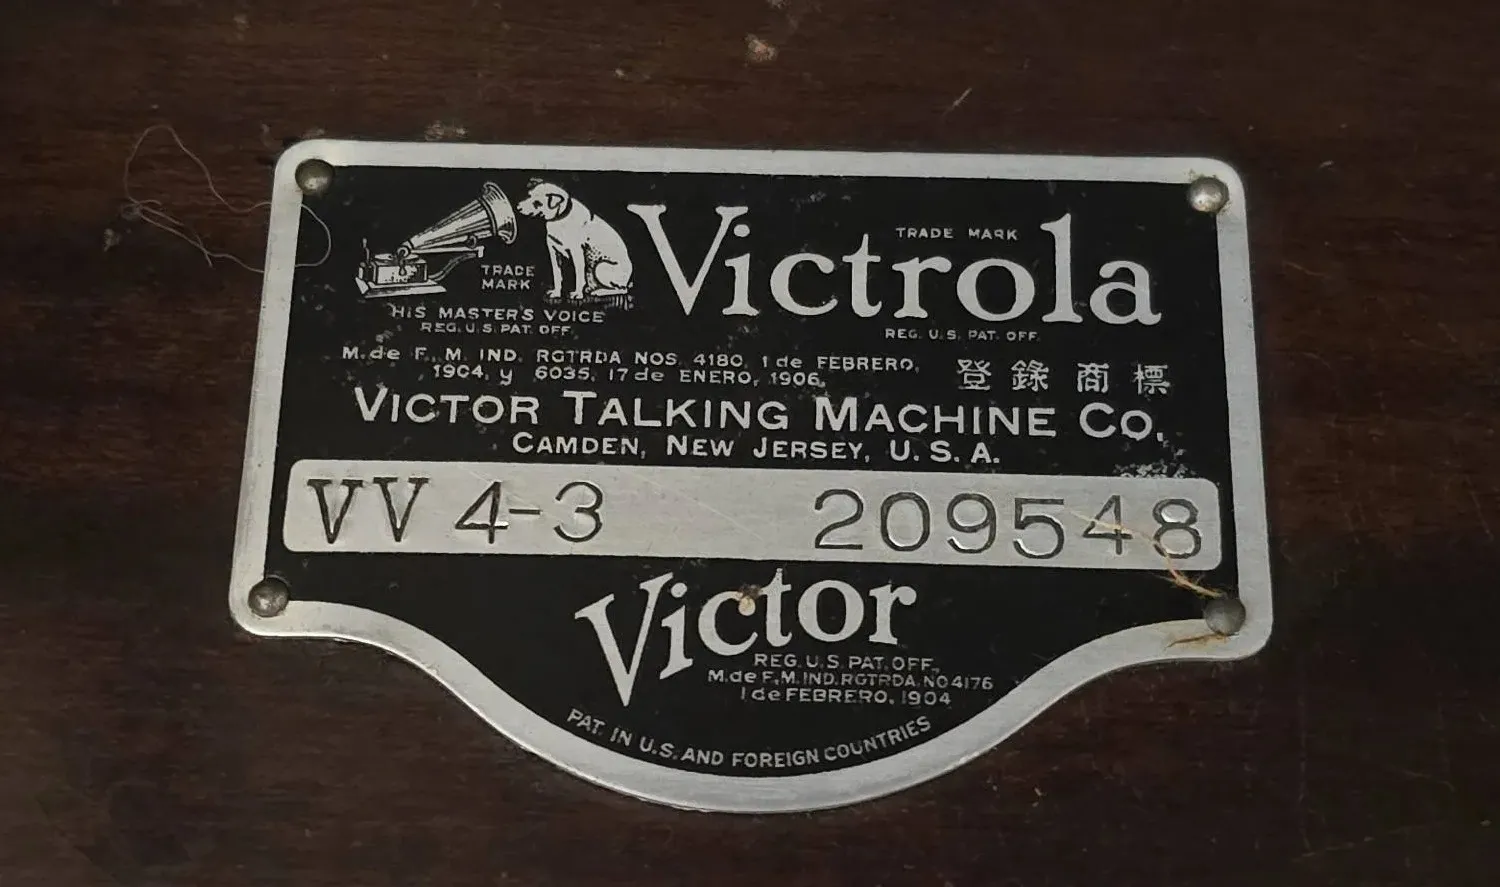 TRADE MARK
Victrola
REG. U.S. PAT. OFF.
TRADE
MARK
HIS MASTER'S VOICE
REG. U.S. PAT. OFF.
M. de F., M. IND. RGTRDA NOS. 4180, 1 de FEBRERO,
1904, y 6035, 17 de ENERO, 1906.
登錄商標
VICTOR TALKING MACHINE CO.
CAMDEN, NEW JERSEY, U. S. A.
VV 4-3 209548
Victor
REG. U.S. PAT. OFF.
M. de F., M. IND. RGTRDA. NO 4176
1 de FEBRERO, 1904
PAT. IN U.S. AND FOREIGN COUNTRIES